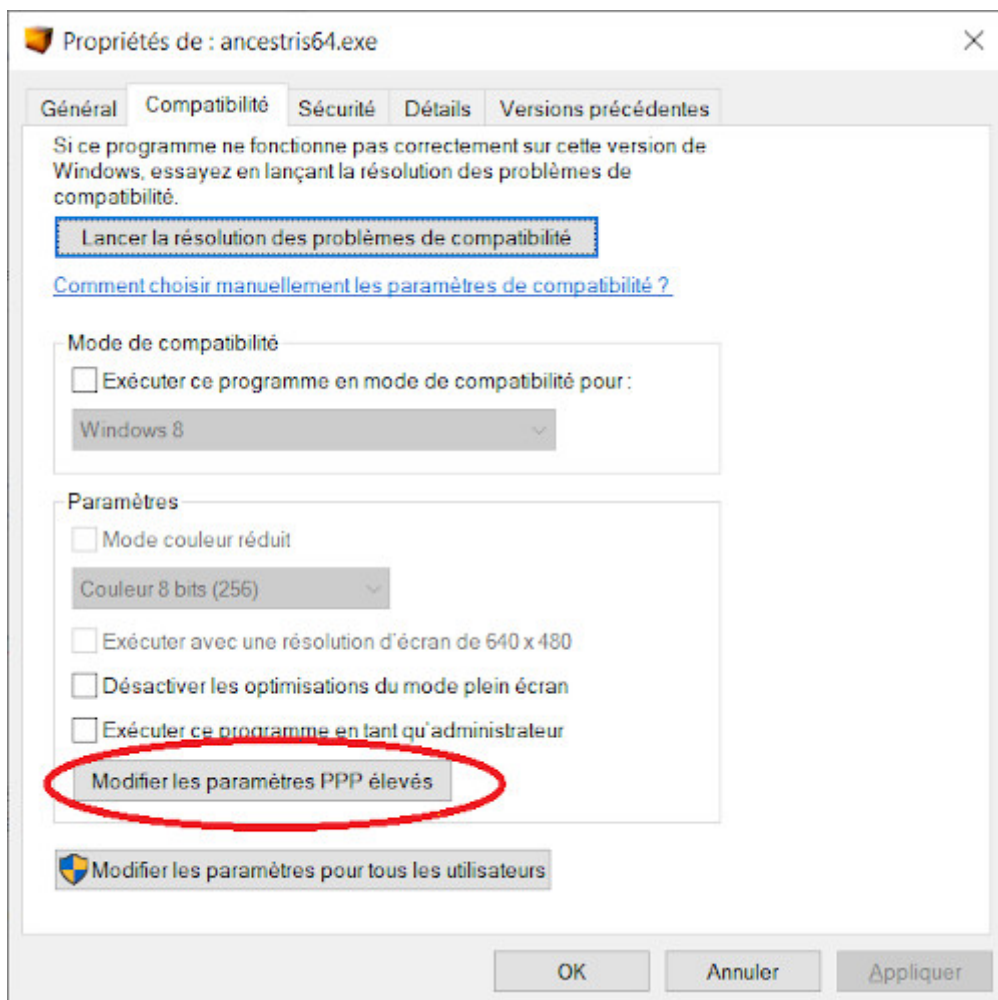 Propriétés de : ancestris64.exe
Général Compatibilité Sécurité Détails Versions précédentes
Si ce programme ne fonctionne pas correctement sur cette version de
Windows, essayez en lançant la résolution des problèmes de
compatibilité.
Lancer la résolution des problèmes de compatibilité
Comment choisir manuellement les paramètres de compatibilité ?
Mode de compatibilité
Exécuter ce programme en mode de compatibilité pour :
Windows 8
Paramètres
Mode couleur réduit
Couleur 8 bits (256)
Exécuter avec une résolution d'écran de 640 x 480
Désactiver les optimisations du mode plein écran
Exécuter ce programme en tant qu'administrateur
Modifier les paramètres PPP élevés
Modifier les paramètres pour tous les utilisateurs
OK Annuler Appliquer